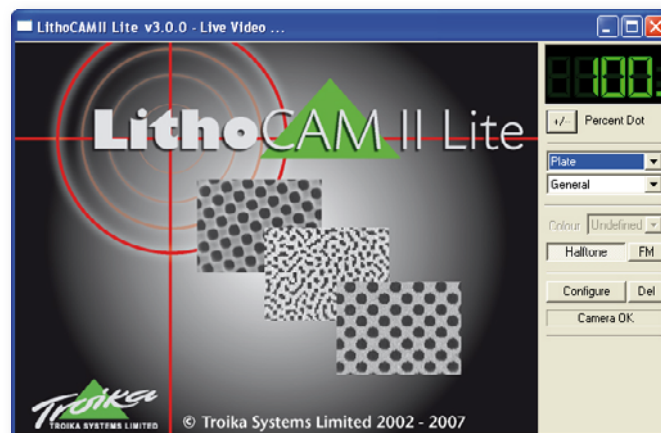 LithoCAMII Lite v3.0.0 - Live Video ...
LithoCAM II Lite
100.
+/- Percent Dot
Plate
General
Colour Undefined
Halftone FM
Configure Del
Camera OK
Troika
TROIKA SYSTEMS LIMITED
© Troika Systems Limited 2002 - 2007